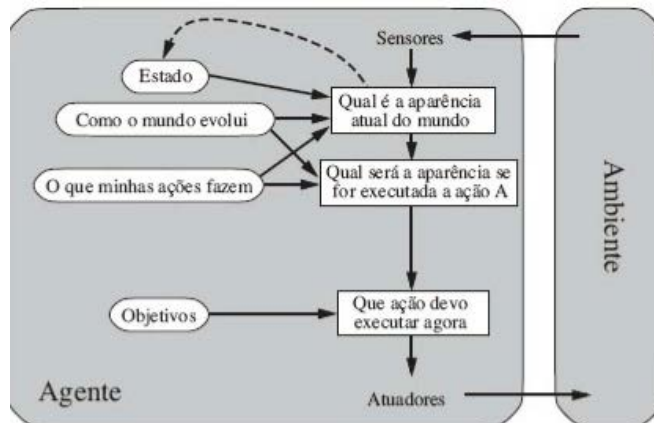 Sensores
Estado
Qual é a aparência
atual do mundo
Como o mundo evolui
O que minhas ações fazem
Qual será a aparência se
for executada a ação A
Objetivos
Que ação devo
executar agora
Agente
Atuadores
Ambiente